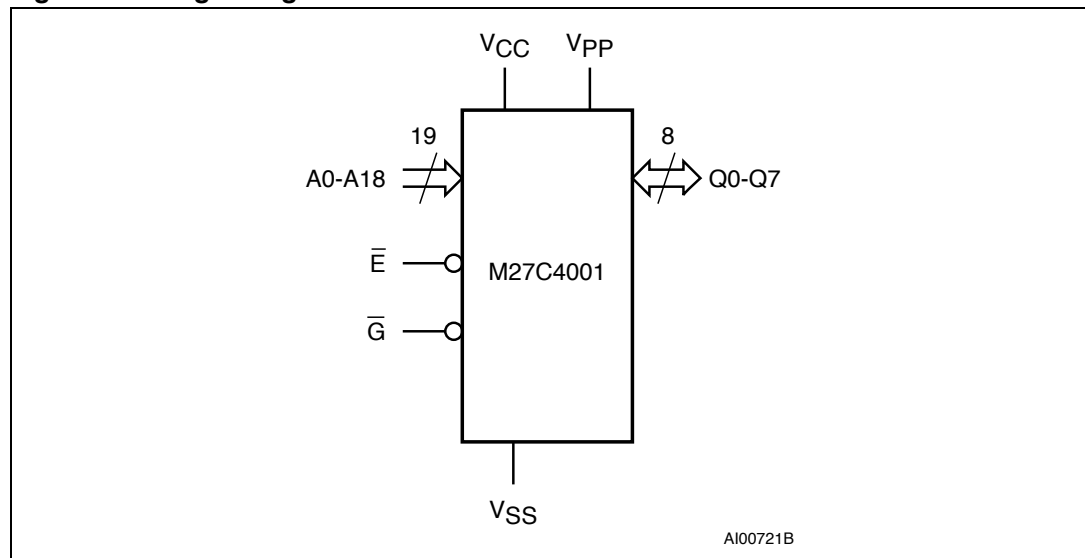 VCC
VPP
19
8
A0-A18
Q0-Q7
E̅
M27C4001
G̅
VSS
AI00721B